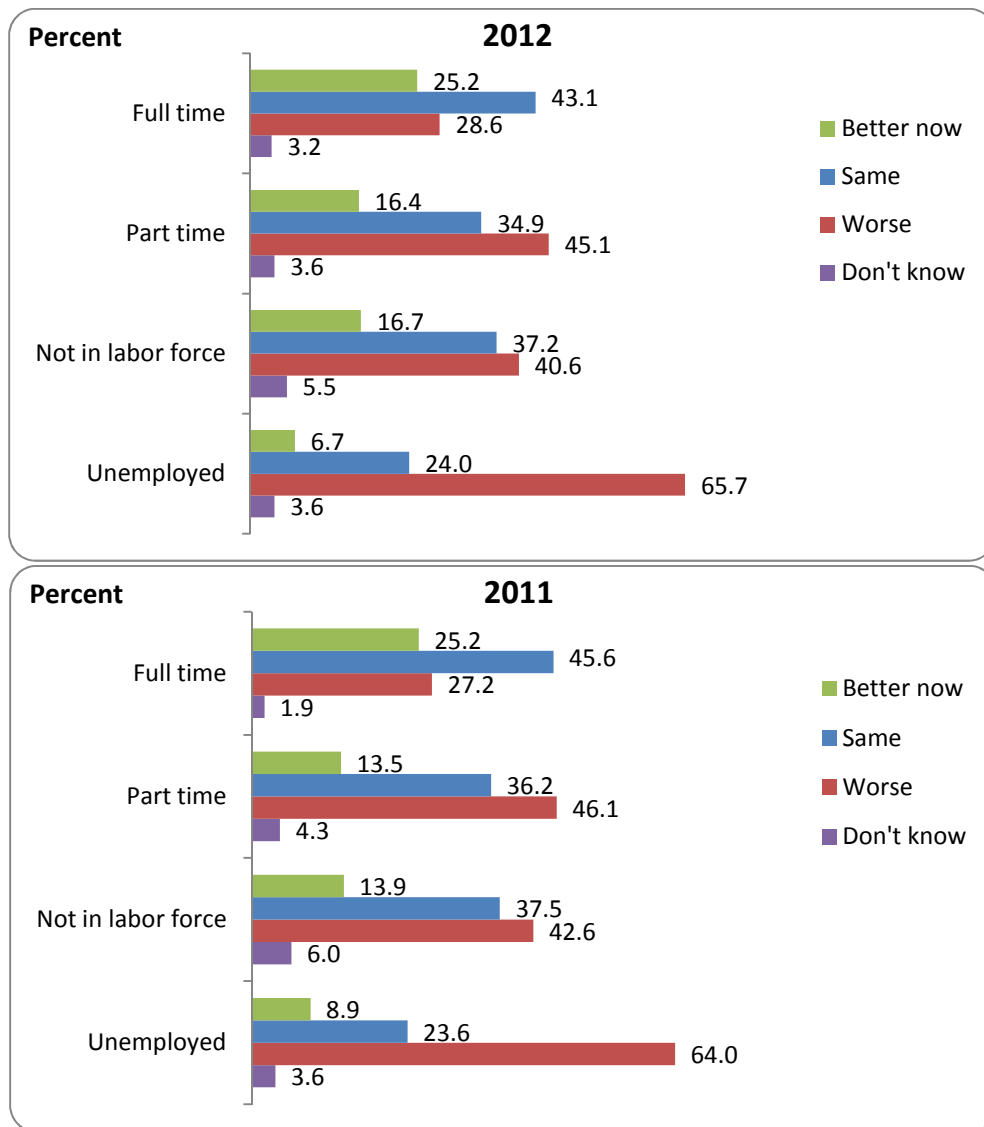 Percent
2012
Full time
25.2
43.1
28.6
3.2
Part time
16.4
34.9
45.1
3.6
Not in labor force
16.7
37.2
40.6
5.5
Unemployed
6.7
24.0
65.7
3.6
Better now
Same
Worse
Don't know
Percent
2011
Full time
25.2
45.6
27.2
1.9
Part time
13.5
36.2
46.1
4.3
Not in labor force
13.9
37.5
42.6
6.0
Unemployed
8.9
23.6
64.0
3.6
Better now
Same
Worse
Don't know